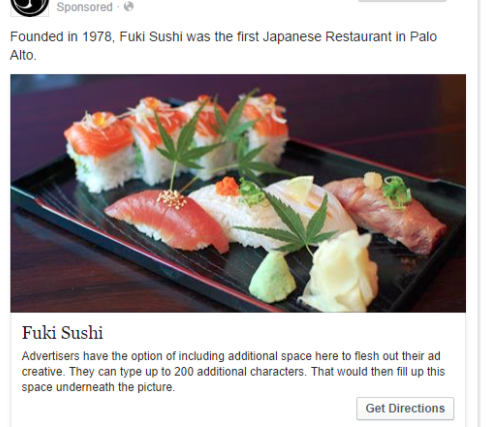 Sponsored ·
Founded in 1978, Fuki Sushi was the first Japanese Restaurant in Palo
Alto.
Fuki Sushi
Advertisers have the option of including additional space here to flesh out their ad
creative. They can type up to 200 additional characters. That would then fill up this
space underneath the picture.
Get Directions